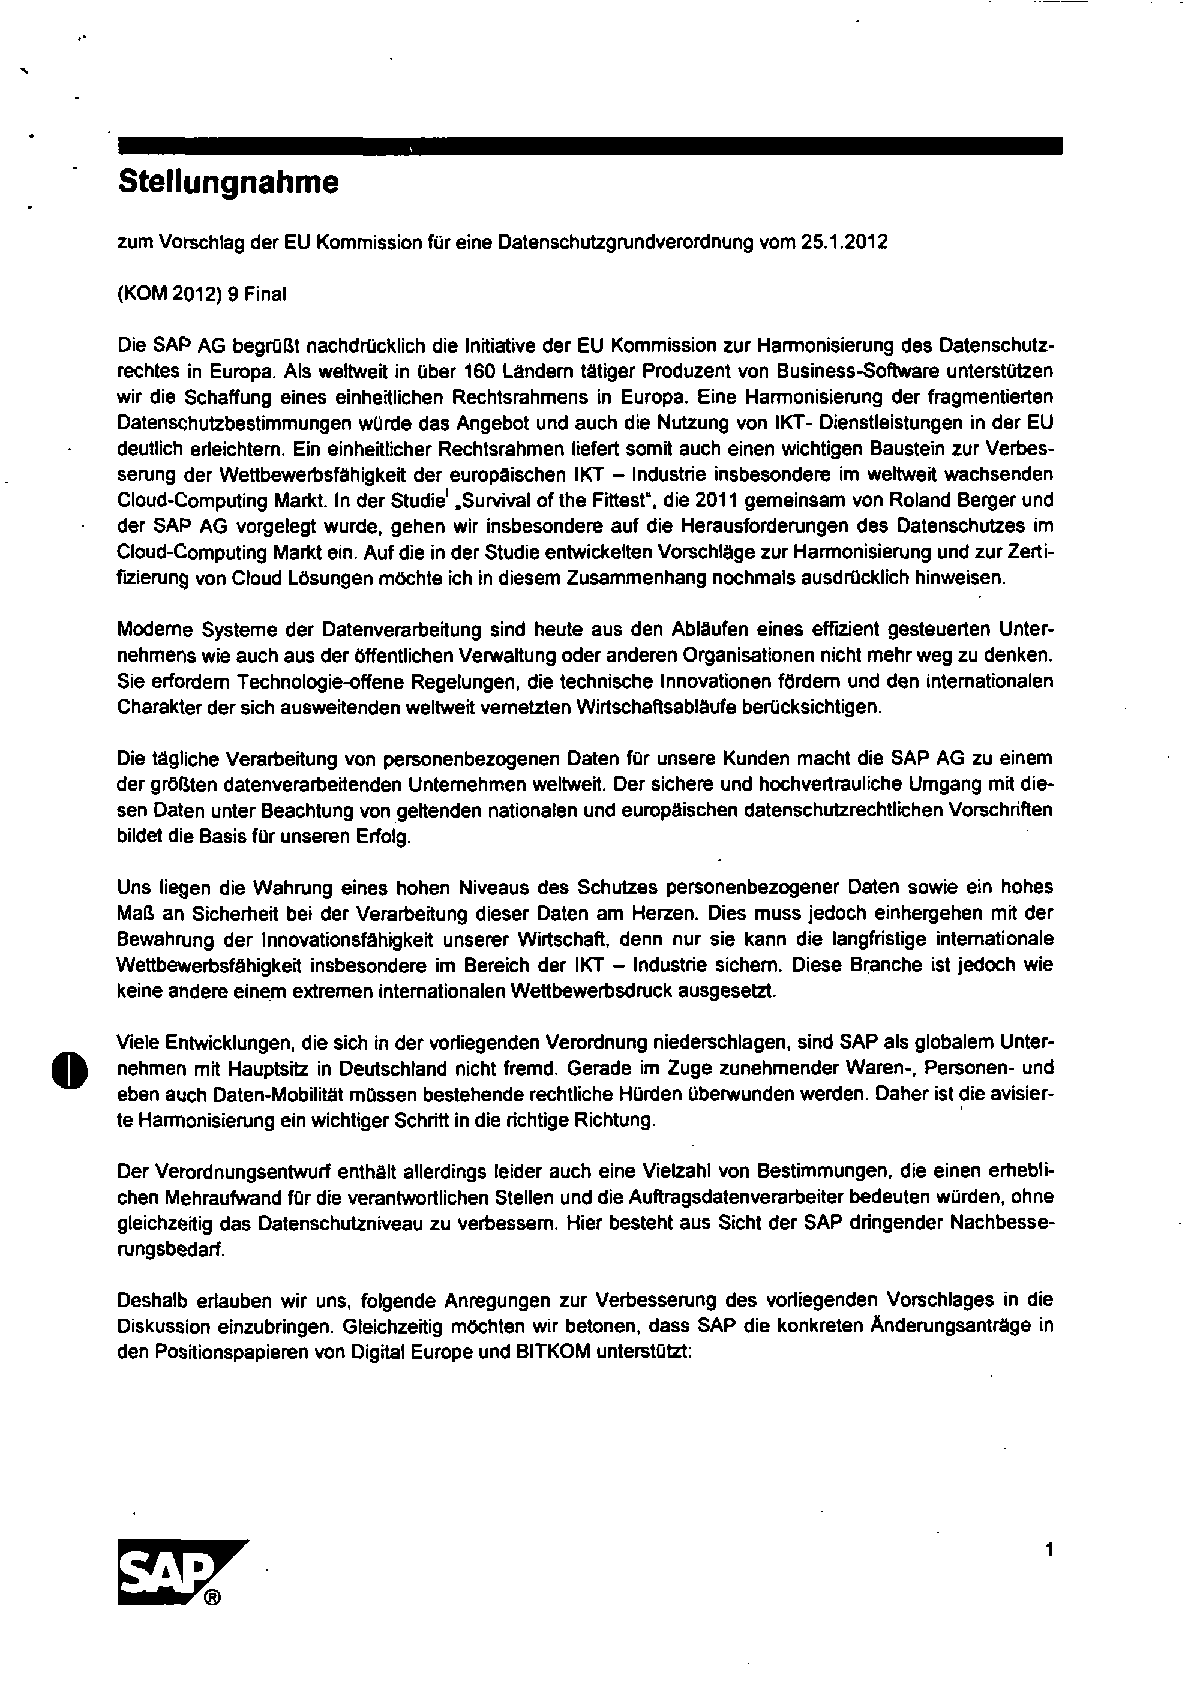 Stellungnahme
zum Vorschlag der EU Kommission für eine Datenschutzgrundverordnung vom 25.1.2012
(KOM 2012) 9 Final
Die SAP AG begrüßt nachdrücklich die Initiative der EU Kommission zur Harmonisierung des Datenschutz-
rechtes in Europa. Als weltweit in über 160 Ländern tätiger Produzent von Business-Software unterstützen
wir die Schaffung eines einheitlichen Rechtsrahmens in Europa. Eine Harmonisierung der fragmentierten
Datenschutzbestimmungen würde das Angebot und auch die Nutzung von IKT- Dienstleistungen in der EU
deutlich erleichtern. Ein einheitlicher Rechtsrahmen liefert somit auch einen wichtigen Baustein zur Verbes-
serung der Wettbewerbsfähigkeit der europäischen IKT – Industrie insbesondere im weltweit wachsenden
Cloud-Computing Markt. In der Studie¹ „Survival of the Fittest“, die 2011 gemeinsam von Roland Berger und
der SAP AG vorgelegt wurde, gehen wir insbesondere auf die Herausforderungen des Datenschutzes im
Cloud-Computing Markt ein. Auf die in der Studie entwickelten Vorschläge zur Harmonisierung und zur Zerti-
fizierung von Cloud Lösungen möchte ich in diesem Zusammenhang nochmals ausdrücklich hinweisen.
Moderne Systeme der Datenverarbeitung sind heute aus den Abläufen eines effizient gesteuerten Unter-
nehmens wie auch aus der öffentlichen Verwaltung oder anderen Organisationen nicht mehr weg zu denken.
Sie erfordern Technologie-offene Regelungen, die technische Innovationen fördern und den internationalen
Charakter der sich ausweitenden weltweit vernetzten Wirtschaftsabläufe berücksichtigen.
Die tägliche Verarbeitung von personenbezogenen Daten für unsere Kunden macht die SAP AG zu einem
der größten datenverarbeitenden Unternehmen weltweit. Der sichere und hochvertrauliche Umgang mit die-
sen Daten unter Beachtung von geltenden nationalen und europäischen datenschutzrechtlichen Vorschriften
bildet die Basis für unseren Erfolg.
Uns liegen die Wahrung eines hohen Niveaus des Schutzes personenbezogener Daten sowie ein hohes
Maß an Sicherheit bei der Verarbeitung dieser Daten am Herzen. Dies muss jedoch einhergehen mit der
Bewahrung der Innovationsfähigkeit unserer Wirtschaft, denn nur sie kann die langfristige internationale
Wettbewerbsfähigkeit insbesondere im Bereich der IKT – Industrie sichern. Diese Branche ist jedoch wie
keine andere einem extremen internationalen Wettbewerbsdruck ausgesetzt.
Viele Entwicklungen, die sich in der vorliegenden Verordnung niederschlagen, sind SAP als globalem Unter-
nehmen mit Hauptsitz in Deutschland nicht fremd. Gerade im Zuge zunehmender Waren-, Personen- und
eben auch Daten-Mobilität müssen bestehende rechtliche Hürden überwunden werden. Daher ist die avisier-
te Harmonisierung ein wichtiger Schritt in die richtige Richtung.
Der Verordnungsentwurf enthält allerdings leider auch eine Vielzahl von Bestimmungen, die einen erhebli-
chen Mehraufwand für die verantwortlichen Stellen und die Auftragsdatenverarbeiter bedeuten würden, ohne
gleichzeitig das Datenschutzniveau zu verbessern. Hier besteht aus Sicht der SAP dringender Nachbesse-
rungsbedarf.
Deshalb erlauben wir uns, folgende Anregungen zur Verbesserung des vorliegenden Vorschlages in die
Diskussion einzubringen. Gleichzeitig möchten wir betonen, dass SAP die konkreten Änderungsanträge in
den Positionspapieren von Digital Europe und BITKOM unterstützt:
1
SAP®